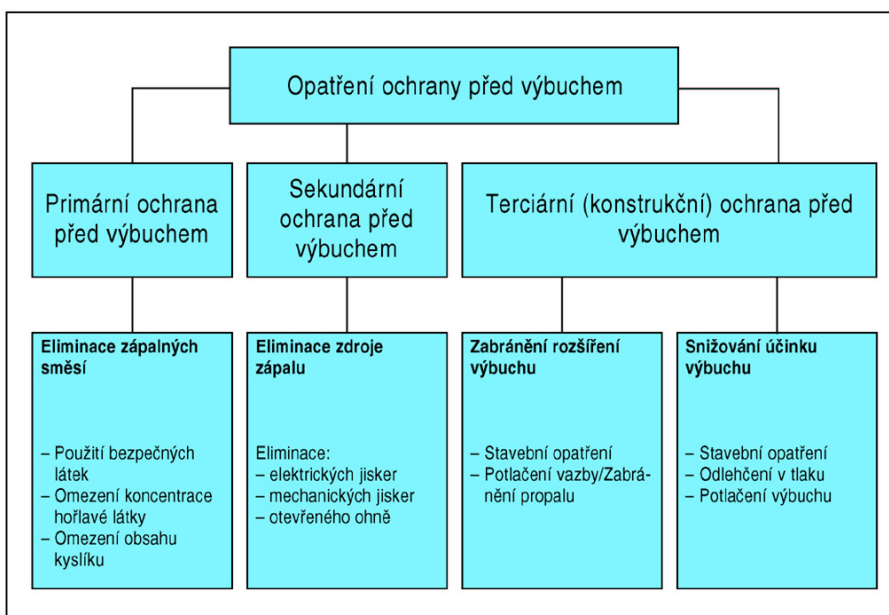 Opatření ochrany před výbuchem
Primární ochrana
před výbuchem
Sekundární
ochrana před
výbuchem
Terciární (konstrukční) ochrana před
výbuchem
Eliminace zápalných
směsí
– Použití bezpečných
látek
– Omezení koncentrace
hořlavé látky
– Omezení obsahu
kyslíku
Eliminace zdroje
zápalu
Eliminace:
– elektrických jisker
– mechanických jisker
– otevřeného ohně
Zabránění rozšíření
výbuchu
– Stavební opatření
– Potlačení vazby/Zabrá-
nění propalu
Snižování účinku
výbuchu
– Stavební opatření
– Odlehčení v tlaku
– Potlačení výbuchu